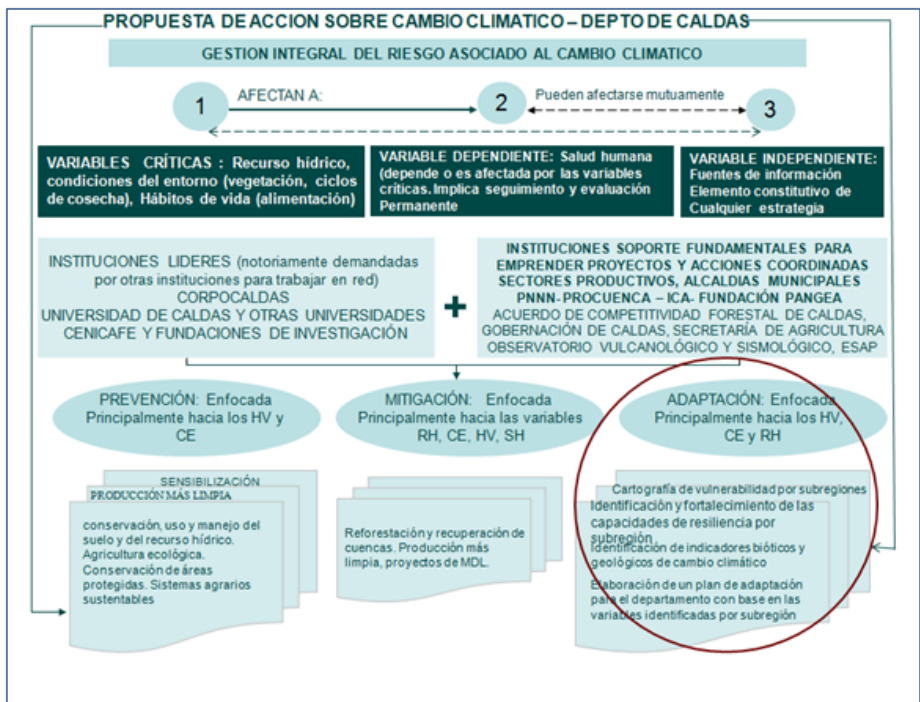 PROPUESTA DE ACCION SOBRE CAMBIO CLIMATICO – DEPTO DE CALDAS
GESTION INTEGRAL DEL RIESGO ASOCIADO AL CAMBIO CLIMATICO
1
AFECTAN A:
2
Pueden afectarse mutuamente
3
VARIABLES CRÍTICAS : Recurso hídrico,
condiciones del entorno (vegetación, ciclos
de cosecha), Hábitos de vida (alimentación)
VARIABLE DEPENDIENTE: Salud humana
(depende o es afectada por las variables
críticas. Implica seguimiento y evaluación
Permanente
VARIABLE INDEPENDIENTE:
Fuentes de información
Elemento constitutivo de
Cualquier estrategia
INSTITUCIONES LIDERES (notoriamente demandadas
por otras instituciones para trabajar en red)
CORPOCALDAS
UNIVERSIDAD DE CALDAS Y OTRAS UNIVERSIDADES
CENICAFE Y FUNDACIONES DE INVESTIGACIÓN
+
INSTITUCIONES SOPORTE FUNDAMENTALES PARA
EMPRENDER PROYECTOS Y ACCIONES COORDINADAS
SECTORES PRODUCTIVOS, ALCALDIAS MUNICIPALES
PNNN- PROCUENCA – ICA- FUNDACIÓN PANGEA
ACUERDO DE COMPETITIVIDAD FORESTAL DE CALDAS,
GOBERNACIÓN DE CALDAS, SECRETARÍA DE AGRICULTURA
OBSERVATORIO VULCANOLÓGICO Y SISMOLÓGICO, ESAP
PREVENCIÓN: Enfocada
Principalmente hacia los HV y
CE
MITIGACIÓN: Enfocada
Principalmente hacia las variables
RH, CE, HV, SH
ADAPTACIÓN: Enfocada
Principalmente hacia los HV,
CE y RH
SENSIBILIZACIÓN
PRODUCCIÓN MÁS LIMPIA
conservación, uso y manejo del
suelo y del recurso hídrico.
Agricultura ecológica.
Conservación de áreas
protegidas. Sistemas agrarios
sustentables
Reforestación y recuperación de
cuencas. Producción más
limpia, proyectos de MDL.
Cartografía de vulnerabilidad por subregiones
Identificación y fortalecimiento de las
capacidades de resiliencia por
subregión
Identificación de indicadores bióticos y
geológicos de cambio climático
Elaboración de un plan de adaptación
para el departamento con base en las
variables identificadas por subregión